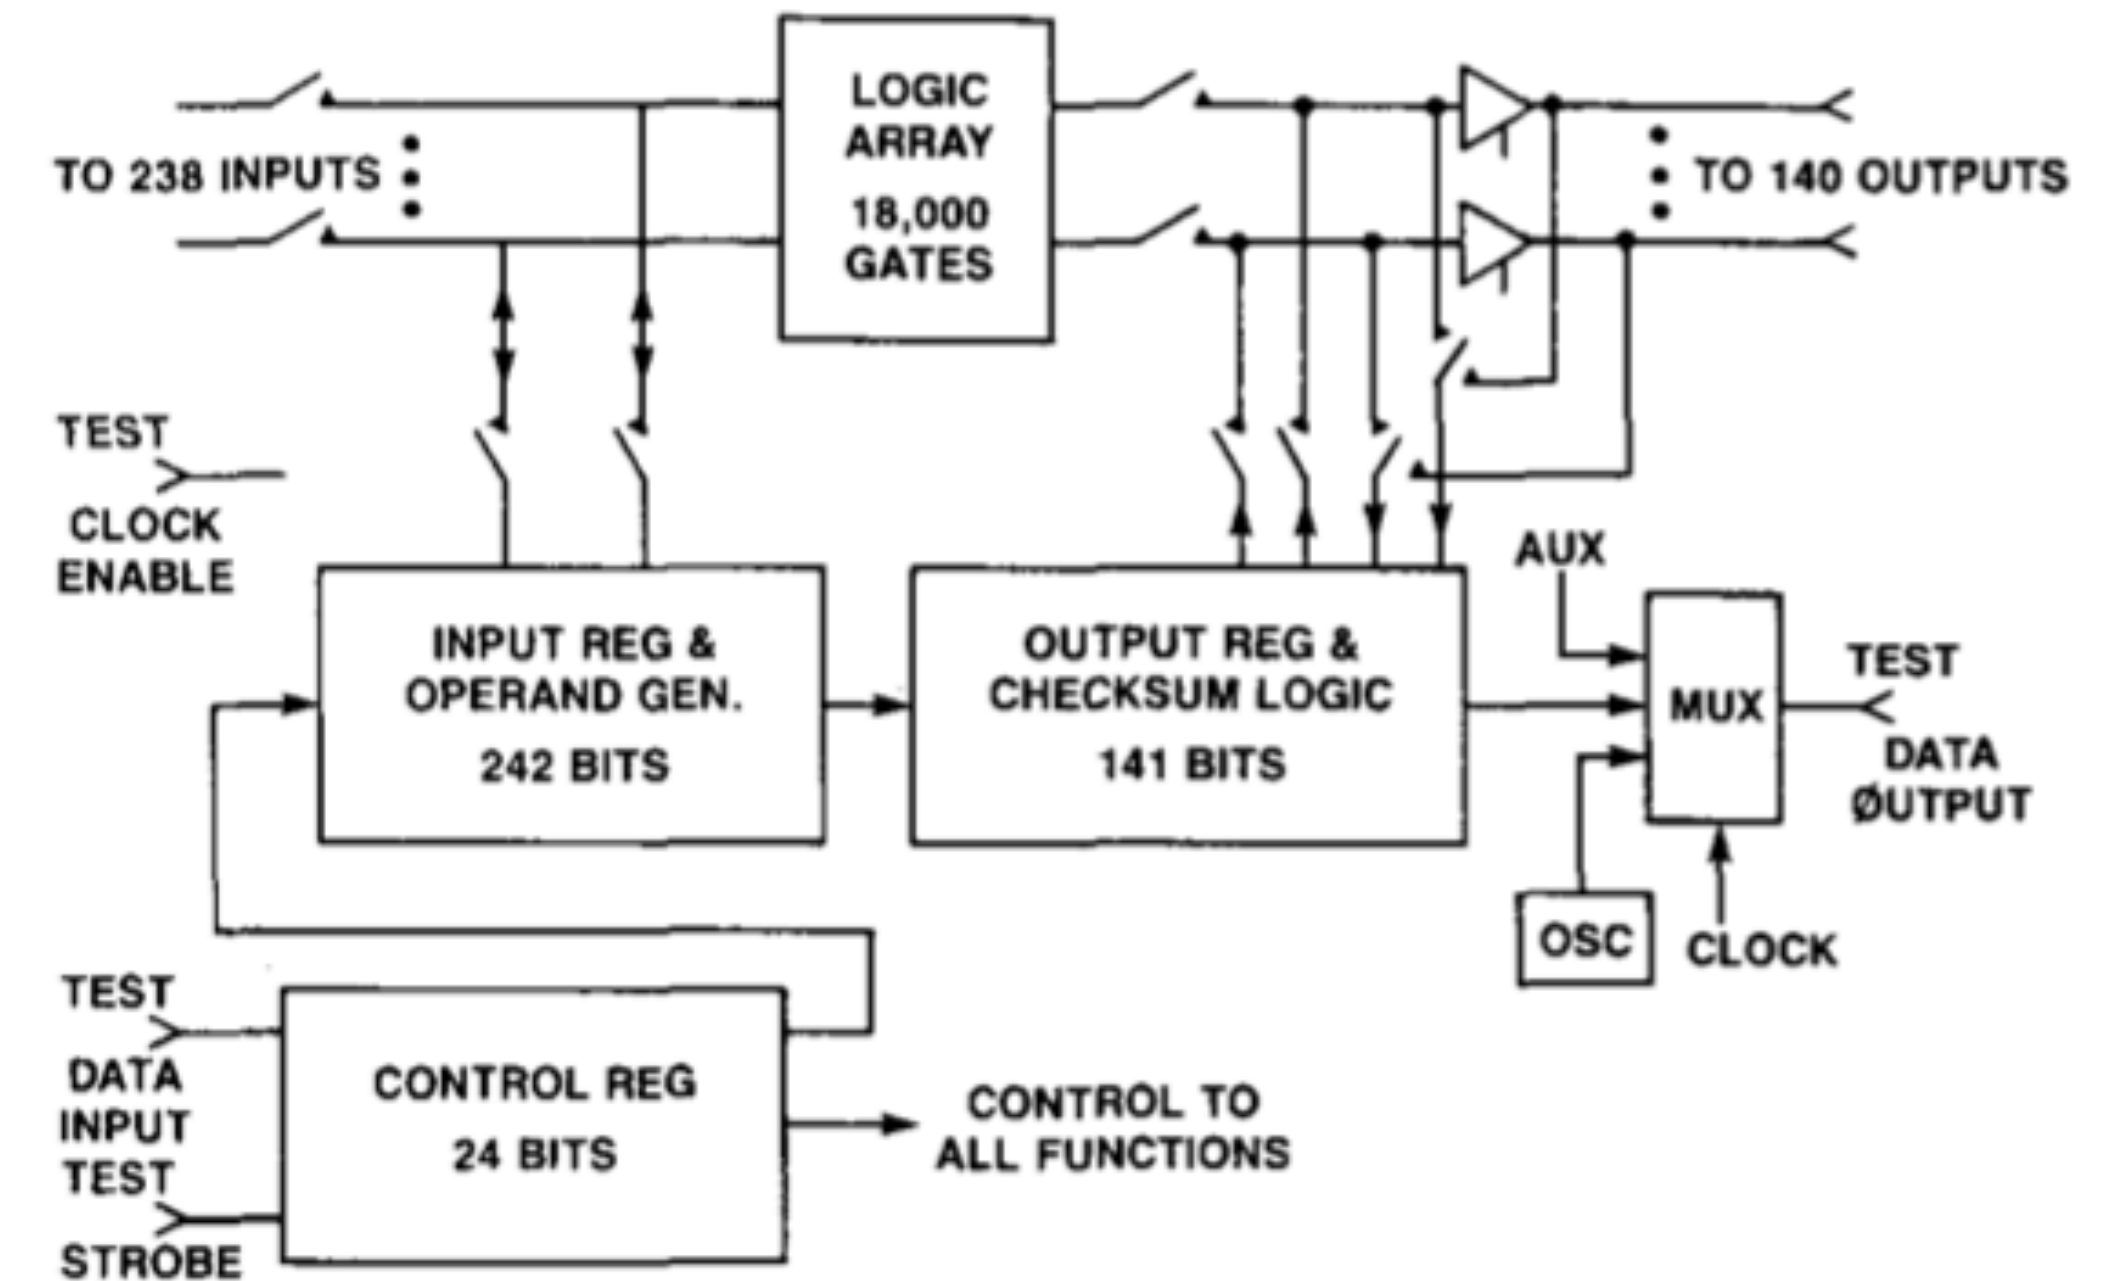 LOGIC
ARRAY
18,000
GATES
TO 238 INPUTS
TO 140 OUTPUTS
TEST
CLOCK
ENABLE
INPUT REG &
OPERAND GEN.
242 BITS
OUTPUT REG &
CHECKSUM LOGIC
141 BITS
AUX
MUX
TEST
DATA
ØUTPUT
OSC
CLOCK
TEST
DATA
INPUT
TEST
STROBE
CONTROL REG
24 BITS
CONTROL TO
ALL FUNCTIONS